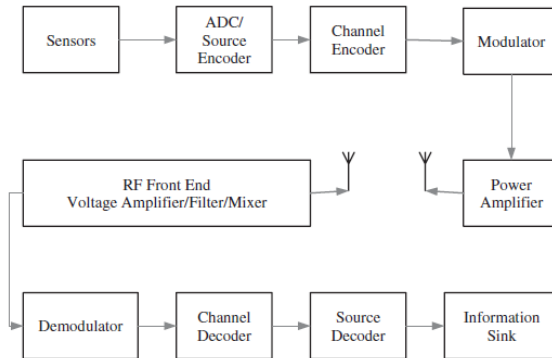 Sensors
ADC/
Source
Encoder
Channel
Encoder
Modulator
RF Front End
Voltage Amplifier/Filter/Mixer
Power
Amplifier
Demodulator
Channel
Decoder
Source
Decoder
Information
Sink